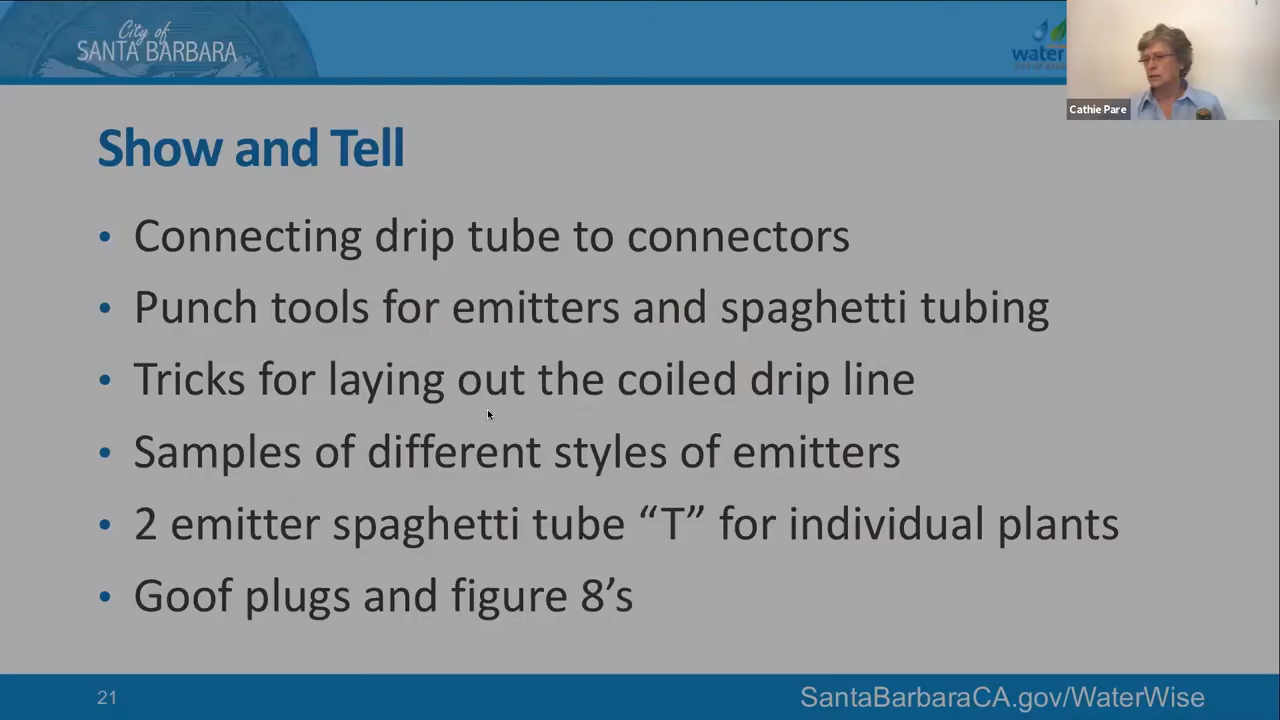 City of
SANTA BARBARA
water
Cathie Pare
Show and Tell
• Connecting drip tube to connectors
• Punch tools for emitters and spaghetti tubing
• Tricks for laying out the coiled drip line
• Samples of different styles of emitters
• 2 emitter spaghetti tube “T” for individual plants
• Goof plugs and figure 8’s
21
SantaBarbaraCA.gov/WaterWise